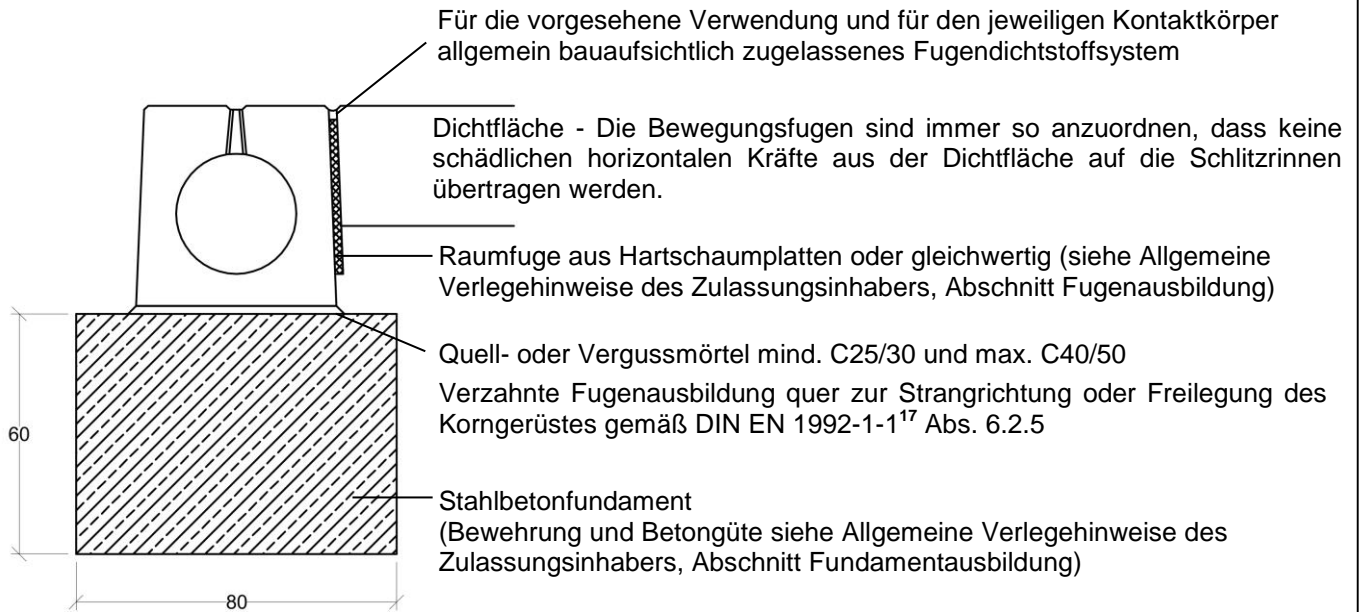 Für die vorgesehene Verwendung und für den jeweiligen Kontaktkörper
allgemein bauaufsichtlich zugelassenes Fugendichtstoffsystem
Dichtfläche - Die Bewegungsfugen sind immer so anzuordnen, dass keine
schädlichen horizontalen Kräfte aus der Dichtfläche auf die Schlitzrinnen
übertragen werden.
Raumfuge aus Hartschaumplatten oder gleichwertig (siehe Allgemeine
Verlegehinweise des Zulassungsinhabers, Abschnitt Fugenausbildung)
Quell- oder Vergussmörtel mind. C25/30 und max. C40/50
Verzahnte Fugenausbildung quer zur Strangrichtung oder Freilegung des
Korngerüstes gemäß DIN EN 1992-1-1¹⁷ Abs. 6.2.5
60
Stahlbetonfundament
(Bewehrung und Betongüte siehe Allgemeine Verlegehinweise des
Zulassungsinhabers, Abschnitt Fundamentausbildung)
80